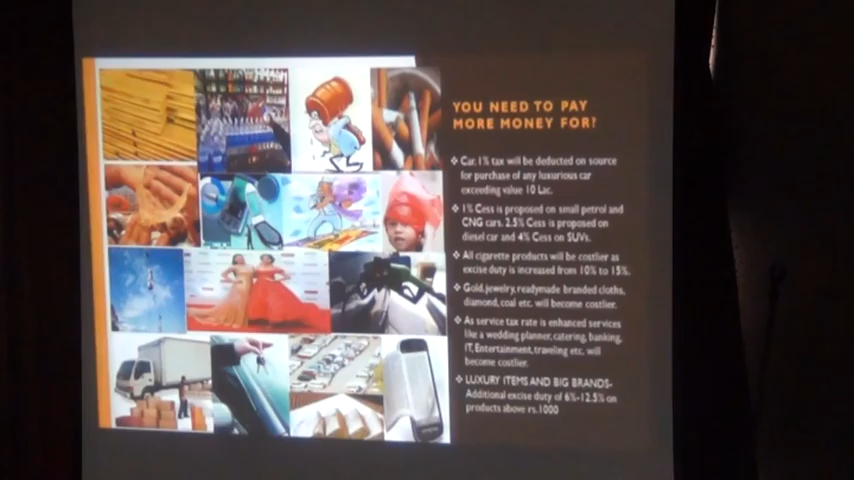 YOU NEED TO PAY
MORE MONEY FOR?
❖ Car. 1% tax will be deducted on source
for purchase of any luxurious car
exceeding value 10 Lac.
❖ 1% Cess is proposed on small petrol and
CNG cars. 2.5% Cess is proposed on
diesel car and 4% Cess on SUVs.
❖ All cigarette products will be costlier as
excise duty is increased from 10% to 15%.
❖ Gold, jewelry, readymade branded cloths,
diamond, coal etc. will become costlier.
❖ As service tax rate is enhanced services
like a wedding planner, catering, banking,
IT, Entertainment, traveling etc. will
become costlier.
❖ LUXURY ITEMS AND BIG BRANDS-
Additional excise duty of 6%-12.5% on
products above rs.1000